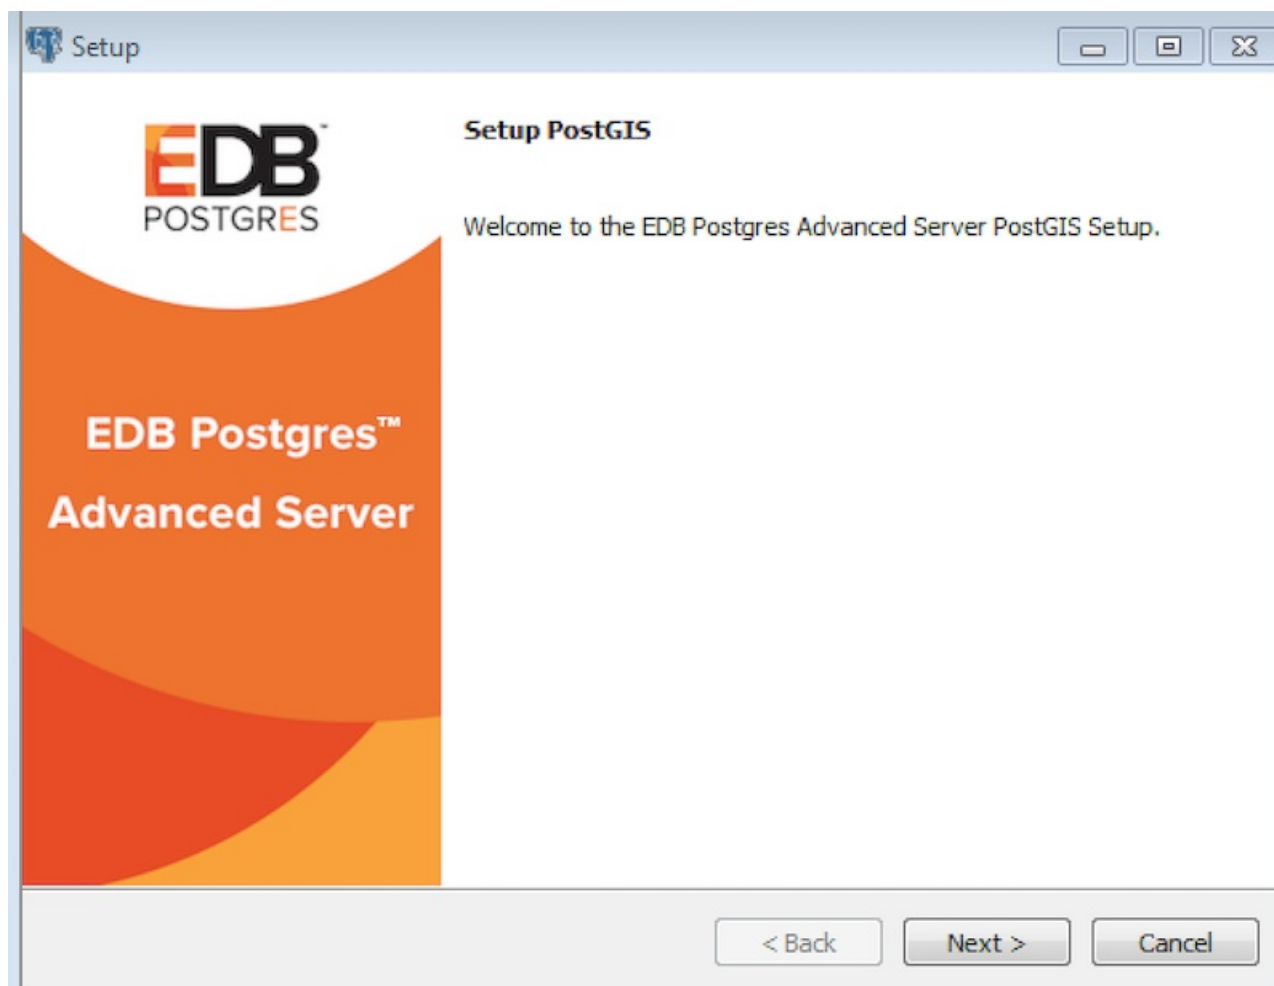 Setup
EDB™
POSTGRES
Setup PostGIS
Welcome to the EDB Postgres Advanced Server PostGIS Setup.
EDB Postgres™
Advanced Server
< Back
Next >
Cancel